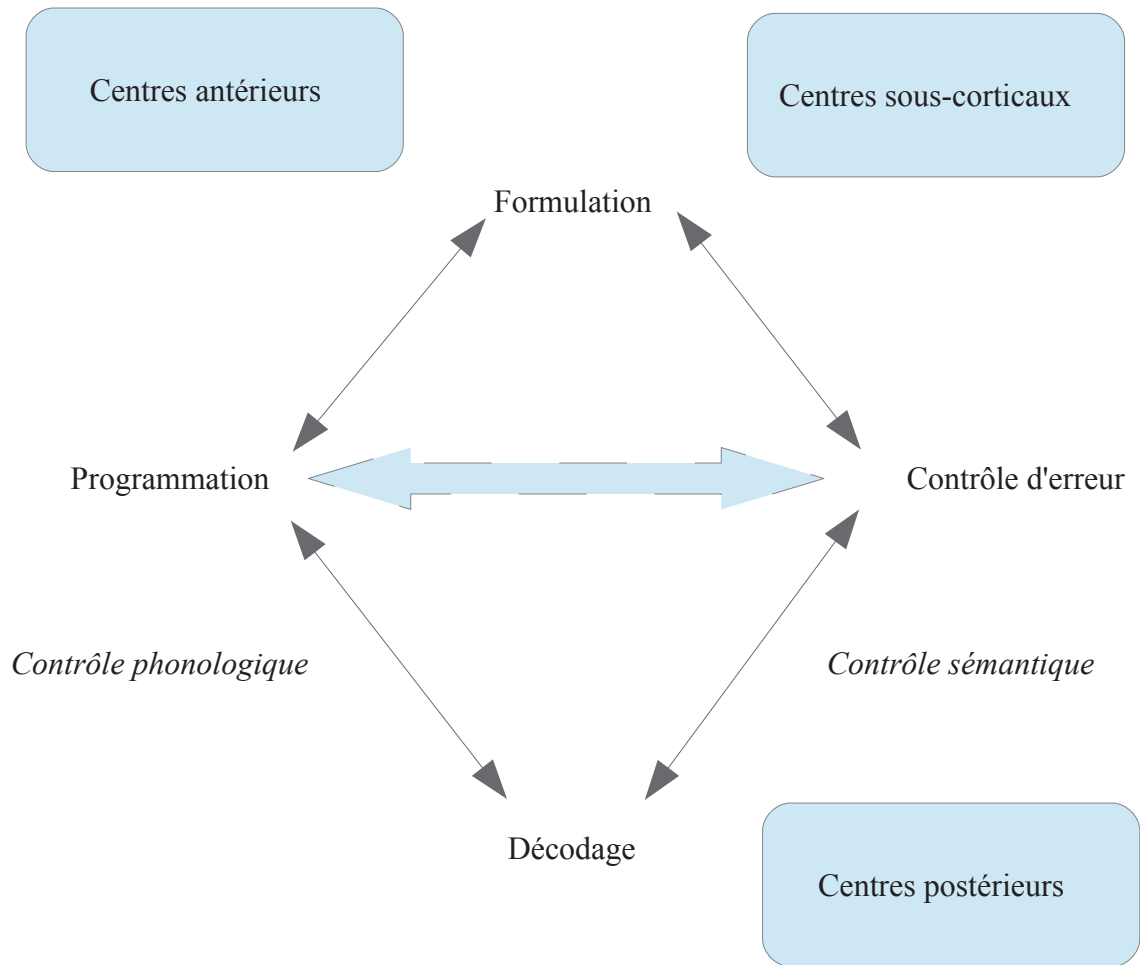 Centres antérieurs
Centres sous-corticaux
Formulation
Programmation
Contrôle d'erreur
Contrôle phonologique
Contrôle sémantique
Décodage
Centres postérieurs